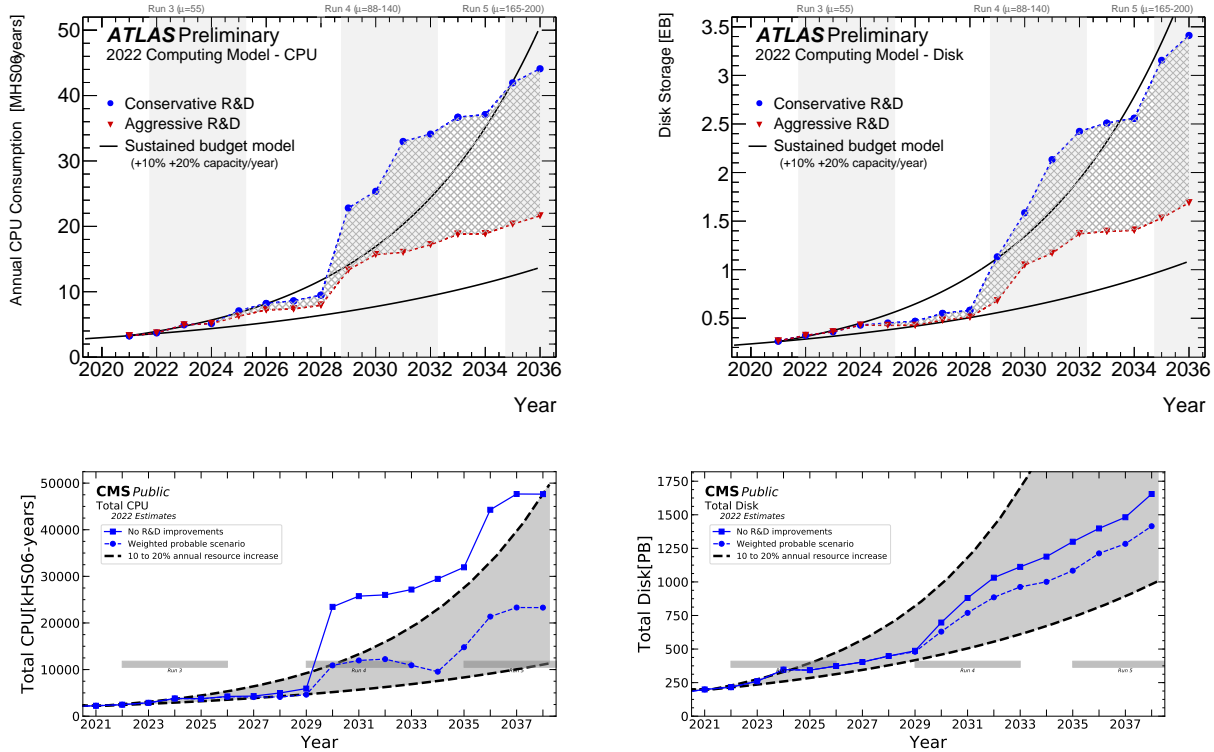 Run 3 (μ=55) Run 4 (μ=88-140) Run 5 (μ=165-200)
ATLAS Preliminary
2022 Computing Model - CPU
Conservative R&D
Aggressive R&D
Sustained budget model
(+10% +20% capacity/year)
Annual CPU Consumption [MHS06years]
50
40
30
20
10
0
2020 2022 2024 2026 2028 2030 2032 2034 2036
Year
Run 3 (μ=55) Run 4 (μ=88-140) Run 5 (μ=165-200)
ATLAS Preliminary
2022 Computing Model - Disk
Conservative R&D
Aggressive R&D
Sustained budget model
(+10% +20% capacity/year)
Disk Storage [EB]
3.5
3
2.5
2
1.5
1
0.5
2020 2022 2024 2026 2028 2030 2032 2034 2036
Year
CMS Public
Total CPU
2022 Estimates
No R&D improvements
Weighted probable scenario
10 to 20% annual resource increase
Total CPU[kHS06-years]
50000
40000
30000
20000
10000
0
Run 3 Run 4 Run 5
2021 2023 2025 2027 2029 2031 2033 2035 2037
Year
CMS Public
Total Disk
2022 Estimates
No R&D improvements
Weighted probable scenario
10 to 20% annual resource increase
Total Disk[PB]
1750
1500
1250
1000
750
500
250
0
Run 4 Run 5
2021 2023 2025 2027 2029 2031 2033 2035 2037
Year